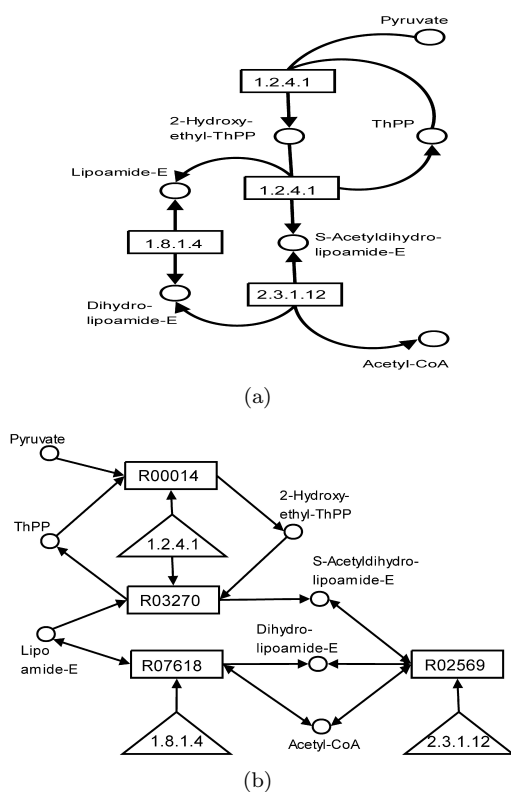 Pyruvate
1.2.4.1
2-Hydroxy-
ethyl-ThPP
ThPP
Lipoamide-E
1.2.4.1
1.8.1.4
S-Acetyldihydro-
lipoamide-E
2.3.1.12
Dihydro-
lipoamide-E
Acetyl-CoA
(a)
Pyruvate
R00014
2-Hydroxy-
ethyl-ThPP
ThPP
1.2.4.1
S-Acetyldihydro-
lipoamide-E
R03270
Lipo
amide-E
Dihydro-
lipoamide-E
R07618
R02569
Acetyl-CoA
1.8.1.4
2.3.1.12
(b)